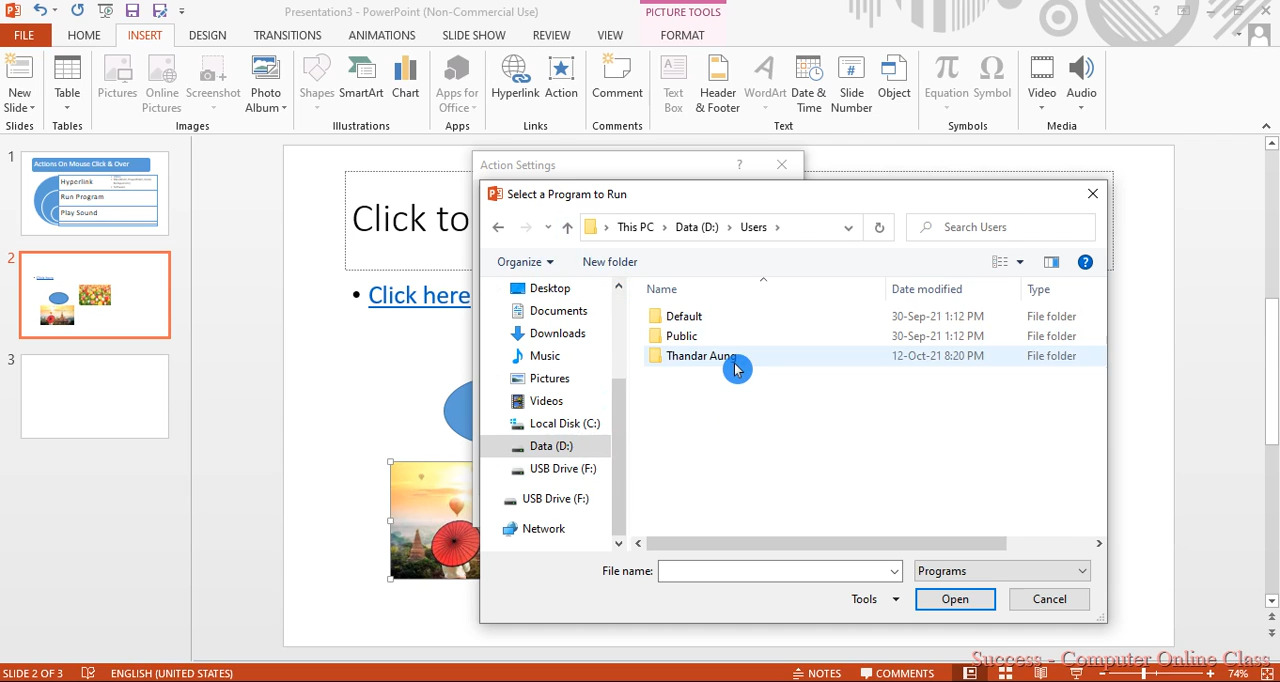 Presentation3 - PowerPoint (Non-Commercial Use)
PICTURE TOOLS
?
FILE
HOME
INSERT
DESIGN
TRANSITIONS
ANIMATIONS
SLIDE SHOW
REVIEW
VIEW
FORMAT
New Slide
Table
Pictures
Online Pictures
Screenshot
Photo Album
Shapes
SmartArt
Chart
Apps for Office
Hyperlink
Action
Comment
Text Box
Header & Footer
WordArt
Date & Time
Slide Number
Object
Equation
Symbol
Video
Audio
Slides
Tables
Images
Illustrations
Apps
Links
Comments
Text
Symbols
Media
1
Actions On Mouse Click & Over
Hyperlink
Run Program
Play Sound
2
3
Click to
• Click here
Action Settings
?
Select a Program to Run
This PC > Data (D:) > Users >
Search Users
Organize
New folder
Desktop
Documents
Downloads
Music
Pictures
Videos
Local Disk (C:)
Data (D:)
USB Drive (F:)
USB Drive (F:)
Network
Name
Date modified
Type
Default
30-Sep-21 1:12 PM
File folder
Public
30-Sep-21 1:12 PM
File folder
Thandar Aung
12-Oct-21 8:20 PM
File folder
File name:
Programs
Tools
Open
Cancel
SLIDE 2 OF 3
ENGLISH (UNITED STATES)
NOTES
COMMENTS
74%
Success - Computer Online Class